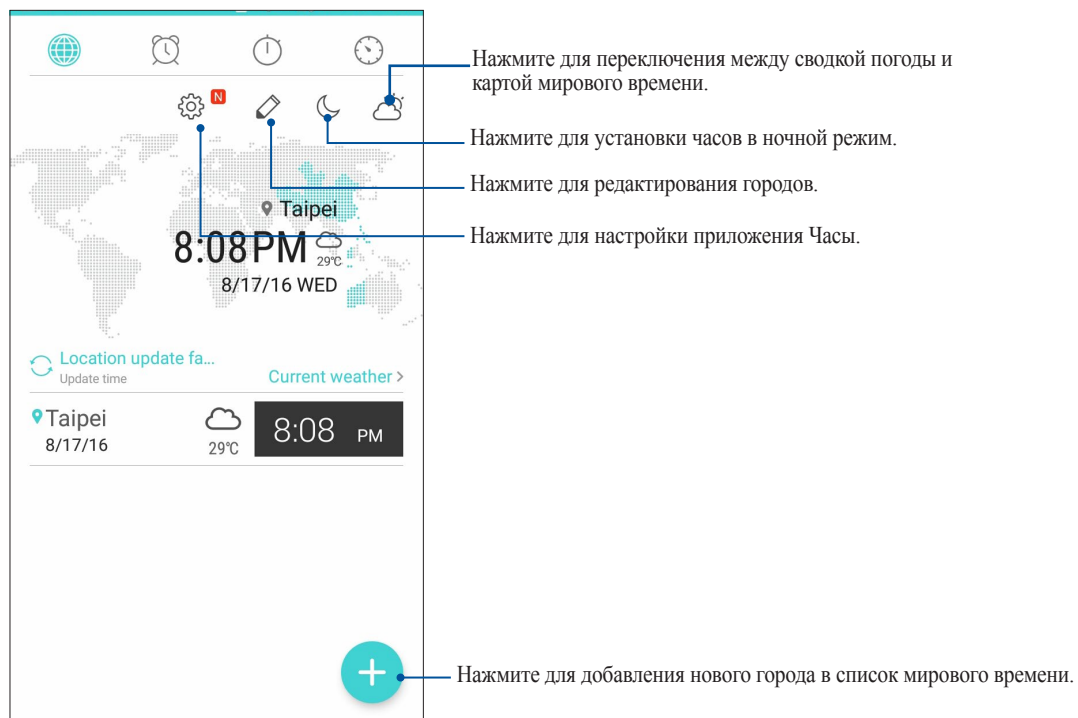 Нажмите для переключения между сводкой погоды и
картой мирового времени.
N
Нажмите для установки часов в ночной режим.
Нажмите для редактирования городов.
Taipei
8:08 PM
29°C
Нажмите для настройки приложения Часы.
8/17/16 WED
Location update fa...
Update time
Current weather >
Taipei
8/17/16
29°C
8:08 PM
Нажмите для добавления нового города в список мирового времени.